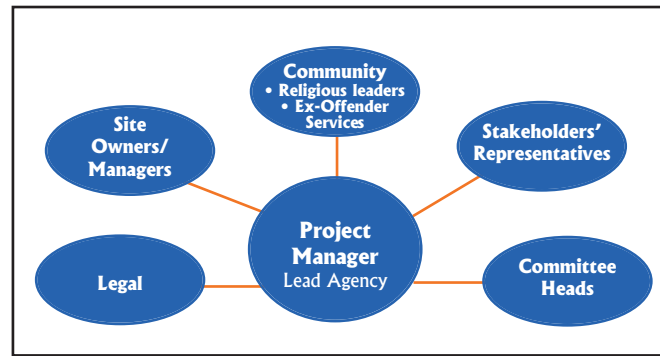 Community
• Religious leaders
• Ex-Offender
Services
Site
Owners/
Managers
Stakeholders’
Representatives
Project
Manager
Lead Agency
Legal
Committee
Heads